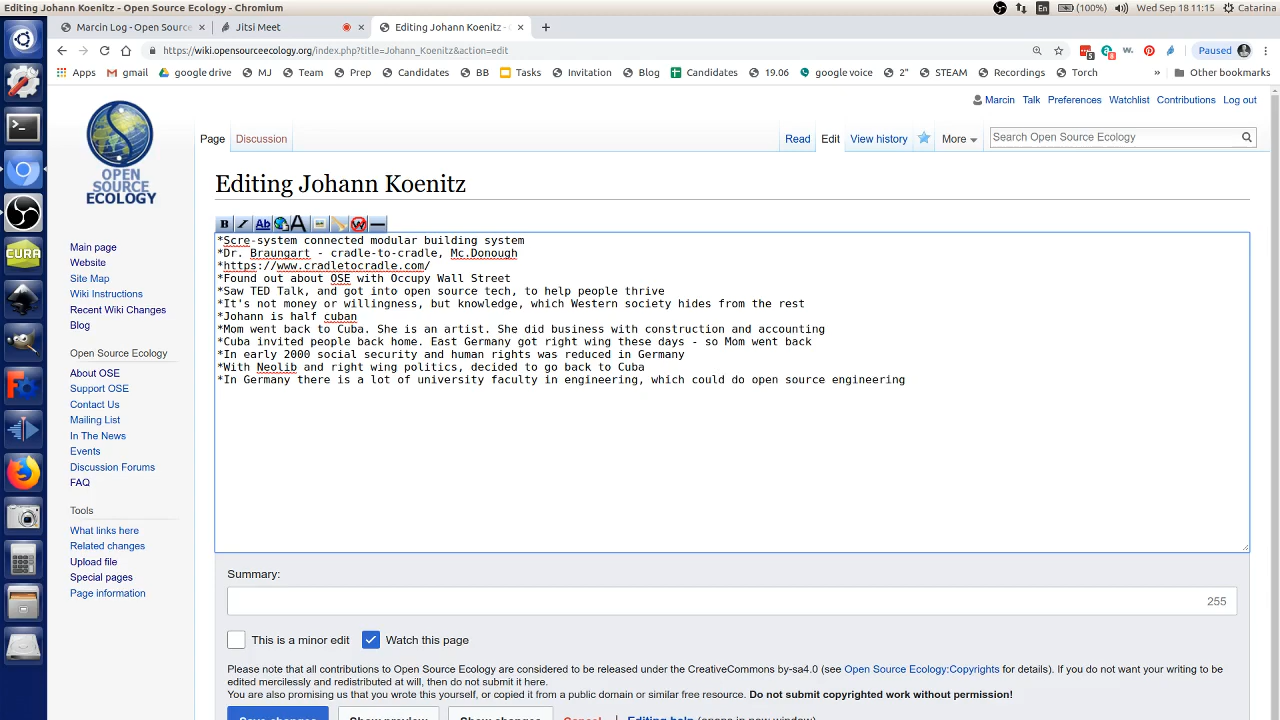 Editing Johann Koenitz - Open Source Ecology - Chromium
En (100%) Wed Sep 18 11:15 Catarina
Marcin Log - Open Source × Jitsi Meet × Editing Johann Koenitz - × +
https://wiki.opensourceecology.org/index.php?title=Johann_Koenitz&action=edit
Paused
Apps gmail google drive MJ Team Prep Candidates BB Tasks Invitation Blog Candidates 19.06 google voice 2" STEAM Recordings Torch » Other bookmarks
Marcin Talk Preferences Watchlist Contributions Log out
Page Discussion Read Edit View history More Search Open Source Ecology
OPEN
SOURCE
ECOLOGY
Editing Johann Koenitz
B I Ab A W
*Scre-system connected modular building system
*Dr. Braungart - cradle-to-cradle, Mc.Donough
*https://www.cradletocradle.com/
*Found out about OSE with Occupy Wall Street
*Saw TED Talk, and got into open source tech, to help people thrive
*It's not money or willingness, but knowledge, which Western society hides from the rest
*Johann is half cuban
*Mom went back to Cuba. She is an artist. She did business with construction and accounting
*Cuba invited people back home. East Germany got right wing these days - so Mom went back
*In early 2000 social security and human rights was reduced in Germany
*With Neolib and right wing politics, decided to go back to Cuba
*In Germany there is a lot of university faculty in engineering, which could do open source engineering
Main page
Website
Site Map
Wiki Instructions
Recent Wiki Changes
Blog
Open Source Ecology
About OSE
Support OSE
Contact Us
Mailing List
In The News
Events
Discussion Forums
FAQ
Tools
What links here
Related changes
Upload file
Special pages
Page information
CURA
Summary:
255
This is a minor edit Watch this page
Please note that all contributions to Open Source Ecology are considered to be released under the CreativeCommons by-sa4.0 (see Open Source Ecology:Copyrights for details). If you do not want your writing to be
edited mercilessly and redistributed at will, then do not submit it here.
You are also promising us that you wrote this yourself, or copied it from a public domain or similar free resource. Do not submit copyrighted work without permission!
Save changes Show preview Show changes Cancel Editing help (opens in new window)